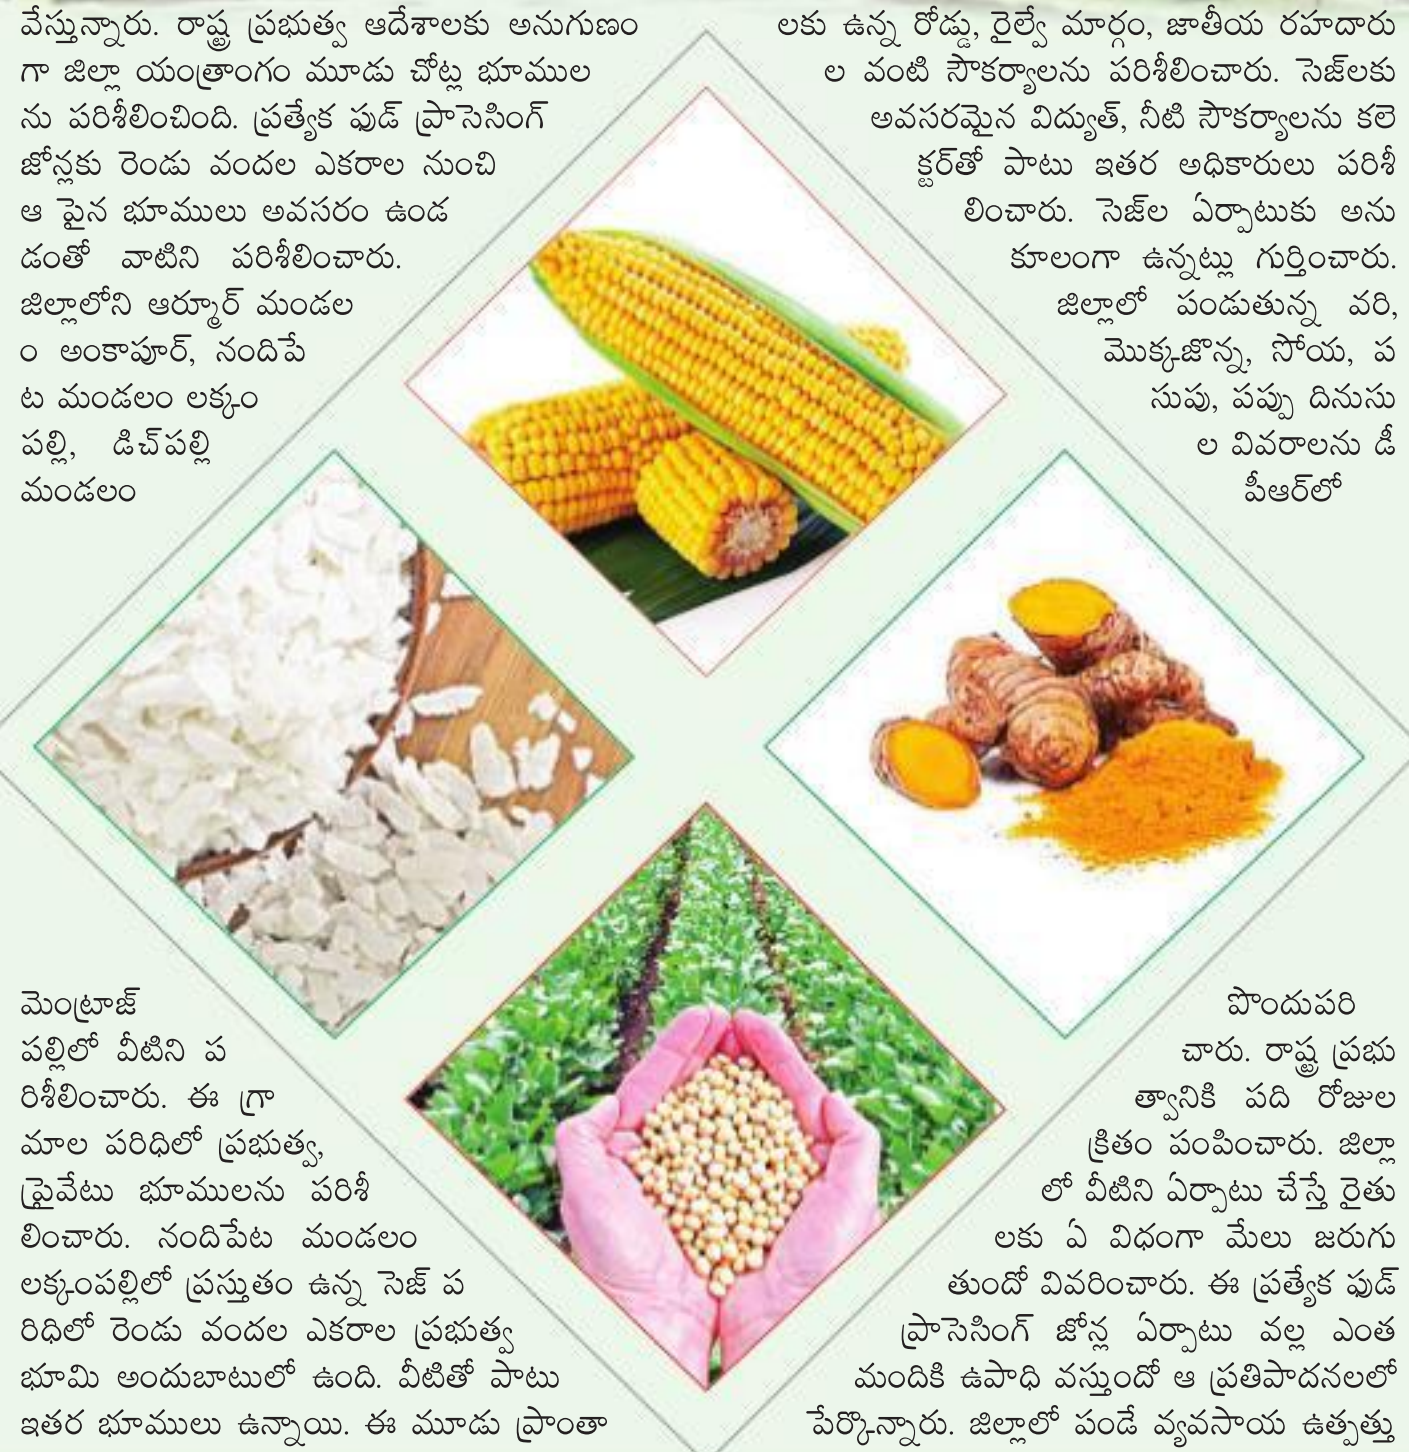 వేస్తున్నారు. రాష్ట్ర ప్రభుత్వ ఆదేశాలకు అనుగుణం
గా జిల్లా యంత్రాంగం మూడు చోట్ల భూముల
ను పరిశీలించింది. ప్రత్యేక ఫుడ్ ప్రాసెసింగ్
జోన్లకు రెండు వందల ఎకరాల నుంచి
ఆ పైన భూములు అవసరం ఉండ
డంతో వాటిని పరిశీలించారు.
జిల్లాలోని ఆర్మూర్ మండల
ం అంకాపూర్, నందిపే
ట మండలం లక్కం
పల్లి, డిచ్‌పల్లి
మండలం
మెంట్రాజ్
పల్లిలో వీటిని ప
రిశీలించారు. ఈ గ్రా
మాల పరిధిలో ప్రభుత్వ,
ప్రైవేటు భూములను పరిశీ
లించారు. నందిపేట మండలం
లక్కంపల్లిలో ప్రస్తుతం ఉన్న సెజ్ ప
రిధిలో రెండు వందల ఎకరాల ప్రభుత్వ
భూమి అందుబాటులో ఉంది. వీటితో పాటు
ఇతర భూములు ఉన్నాయి. ఈ మూడు ప్రాంతా
లకు ఉన్న రోడ్డు, రైల్వే మార్గం, జాతీయ రహదారు
ల వంటి సౌకర్యాలను పరిశీలించారు. సెజ్‌లకు
అవసరమైన విద్యుత్, నీటి సౌకర్యాలను కలె
క్టర్‌తో పాటు ఇతర అధికారులు పరిశీ
లించారు. సెజ్‌ల ఏర్పాటుకు అను
కూలంగా ఉన్నట్లు గుర్తించారు.
జిల్లాలో పండుతున్న వరి,
మొక్కజొన్న, సోయ, ప
సుపు, పప్పు దినుసు
ల వివరాలను డీ
పీఆర్‌లో
పొందుపరి
చారు. రాష్ట్ర ప్రభు
త్వానికి పది రోజుల
క్రితం పంపించారు. జిల్లా
లో వీటిని ఏర్పాటు చేస్తే రైతు
లకు ఏ విధంగా మేలు జరుగు
తుందో వివరించారు. ఈ ప్రత్యేక ఫుడ్
ప్రాసెసింగ్ జోన్ల ఏర్పాటు వల్ల ఎంత
మందికి ఉపాధి వస్తుందో ఆ ప్రతిపాదనలలో
పేర్కొన్నారు. జిల్లాలో పండే వ్యవసాయ ఉత్పత్తు